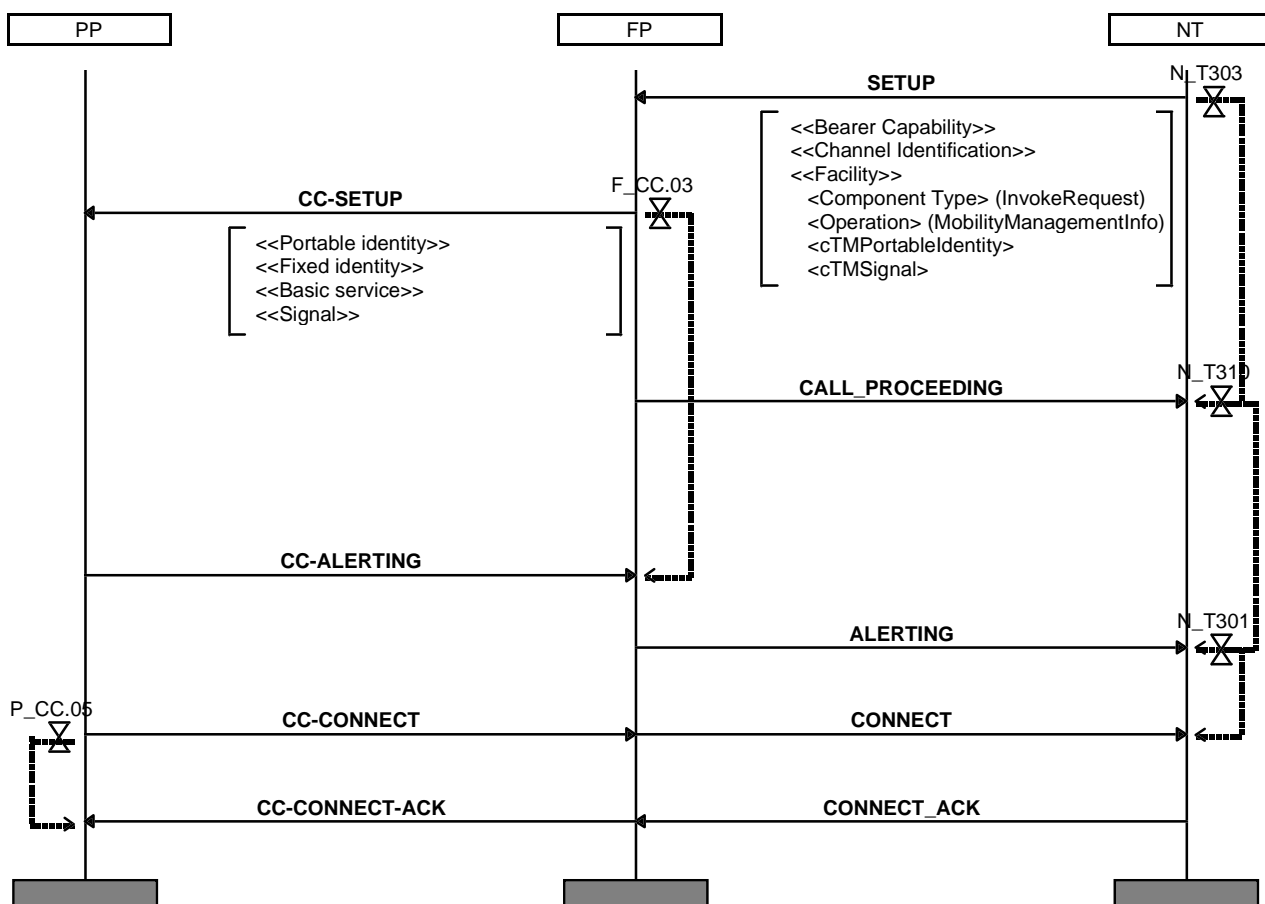 PP
FP
NT
N_T303
SETUP
<<Bearer Capability>>
<<Channel Identification>>
<<Facility>>
<Component Type> (InvokeRequest)
<Operation> (MobilityManagementInfo)
<cTMPortableIdentity>
<cTMSignal>
F_CC.03
CC-SETUP
<<Portable identity>>
<<Fixed identity>>
<<Basic service>>
<<Signal>>
N_T310
CALL_PROCEEDING
CC-ALERTING
N_T301
ALERTING
P_CC.05
CC-CONNECT
CONNECT
CC-CONNECT-ACK
CONNECT_ACK